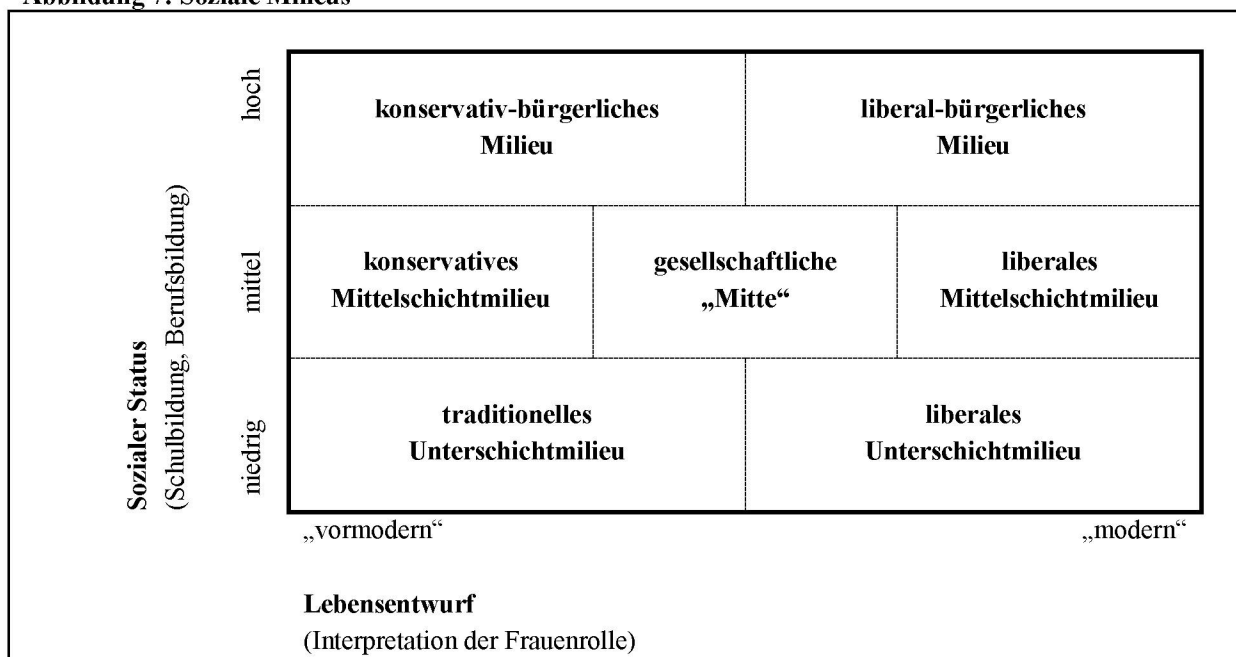 Abbildung 7: Soziale Milieus
hoch
konservativ-bürgerliches
Milieu
liberal-bürgerliches
Milieu
mittel
konservatives
Mittelschichtmilieu
gesellschaftliche
„Mitte“
liberales
Mittelschichtmilieu
niedrig
traditionelles
Unterschichtmilieu
liberales
Unterschichtmilieu
Sozialer Status
(Schulbildung, Berufsbildung)
„vormodern“
„modern“
Lebensentwurf
(Interpretation der Frauenrolle)